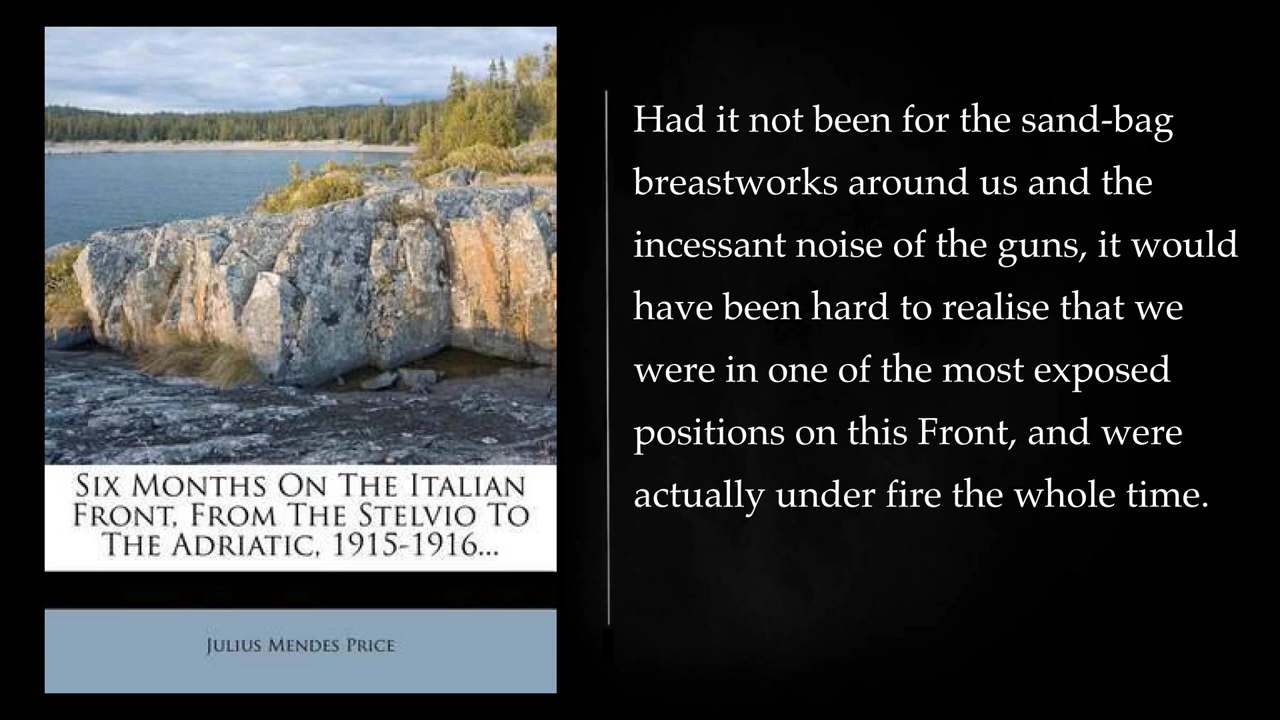 Six Months On The Italian
Front, From The Stelvio To
The Adriatic, 1915-1916...
Julius Mendes Price
Had it not been for the sand-bag
breastworks around us and the
incessant noise of the guns, it would
have been hard to realise that we
were in one of the most exposed
positions on this Front, and were
actually under fire the whole time.